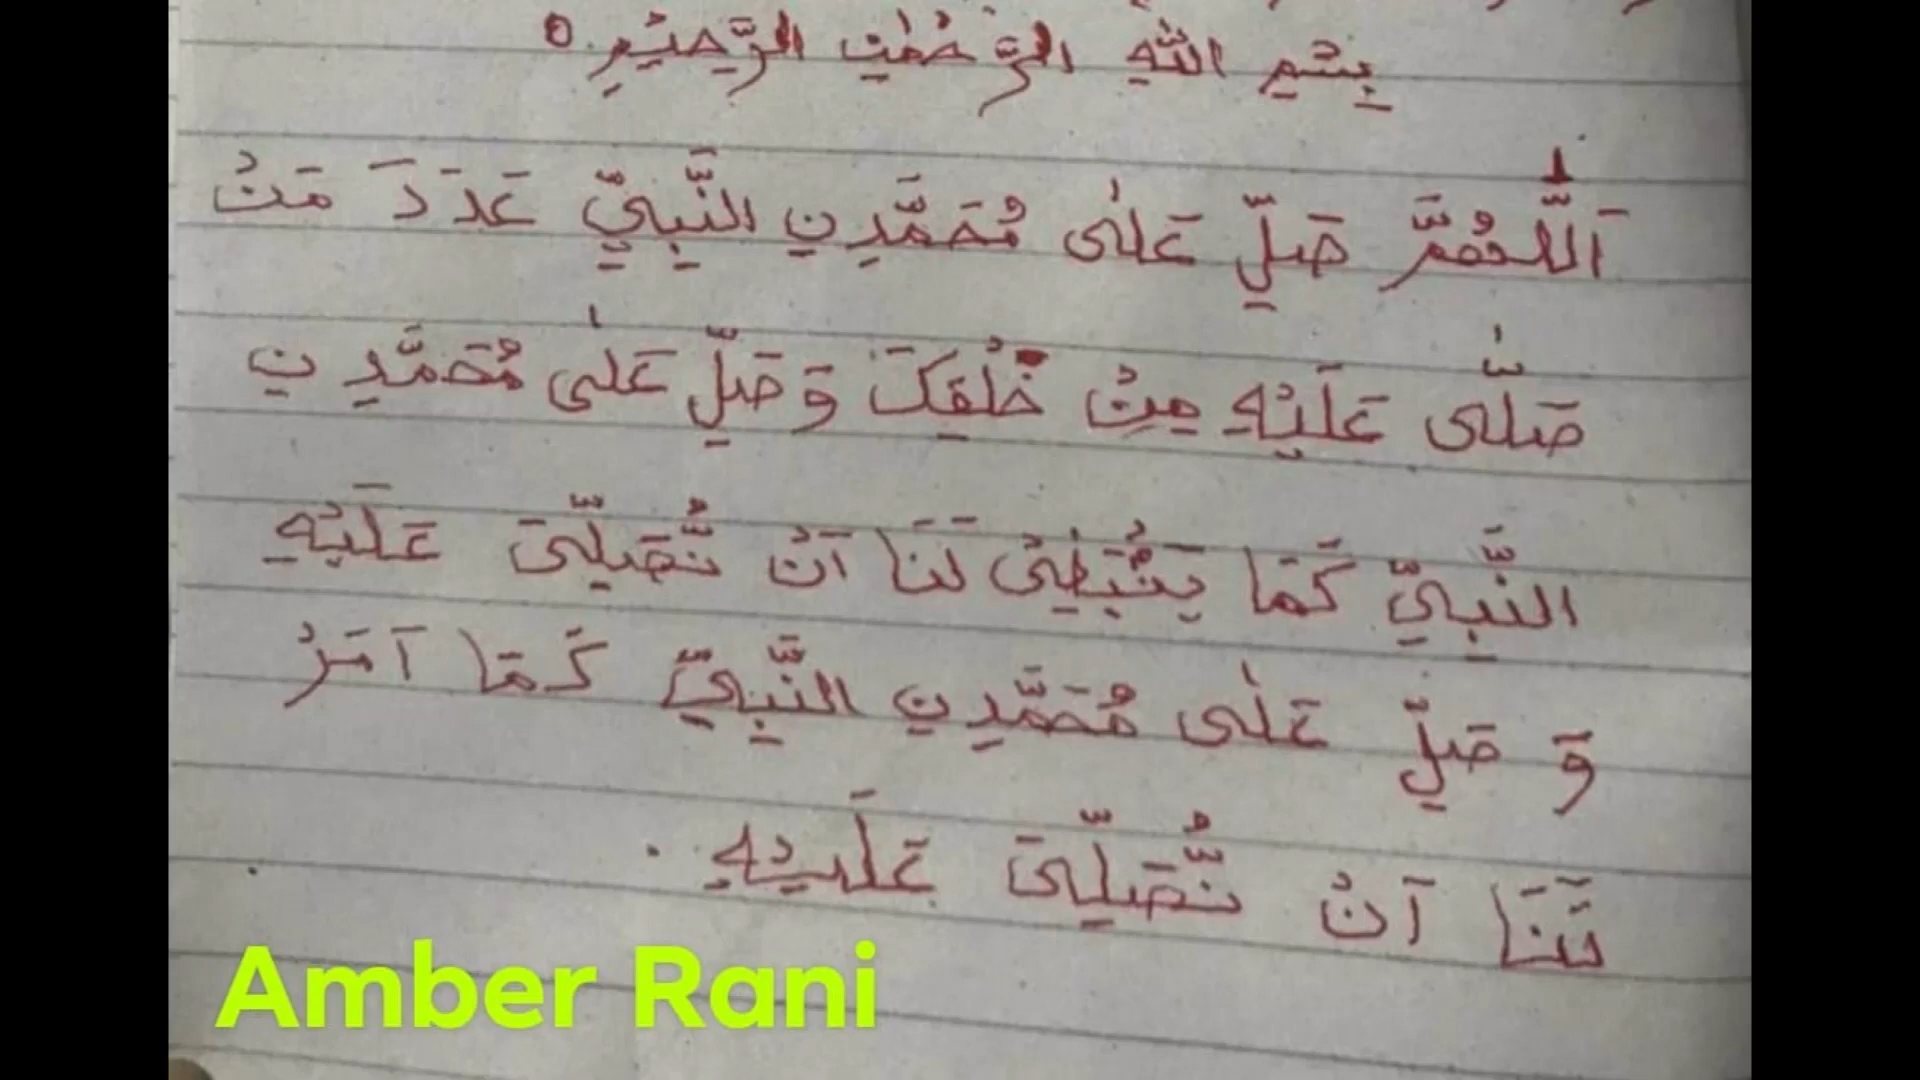 بِسْمِ اللّٰهِ الرَّحْمٰنِ الرَّحِيْمِ ○
اَللّٰهُمَّ صَلِّ عَلٰى مُحَمَّدِنِ النَّبِيِّ عَدَدَ مَنْ
صَلّٰى عَلَيْهِ مِنْ خَلْقِكَ وَ صَلِّ عَلٰى مُحَمَّدِنِ
النَّبِيِّ كَمَا يَنْۢبَغِىْ لَنَا اَنْ نُّصَلِّىَ عَلَيْهِ
وَ صَلِّ عَلٰى مُحَمَّدِنِ النَّبِيِّ كَمَا اَمَرْ
تَنَا اَنْ نُّصَلِّىَ عَلَيْهِ .
Amber Rani